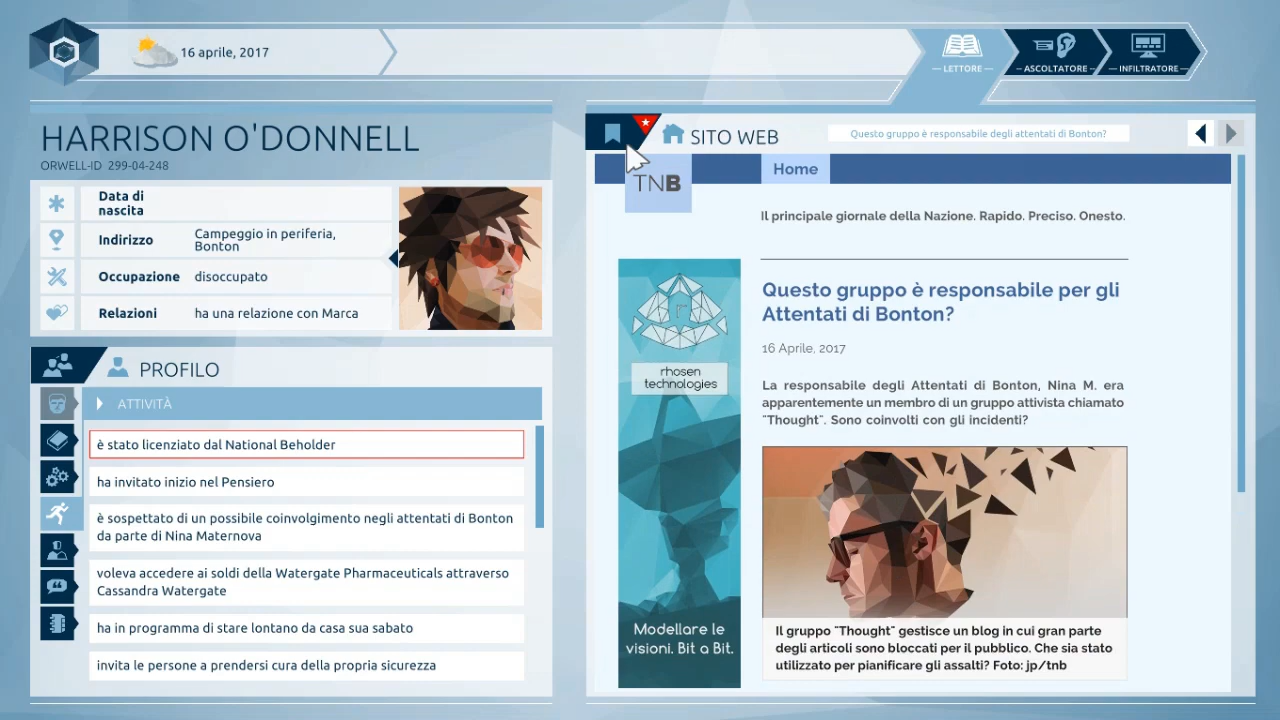 16 aprile, 2017
LETTORE
ASCOLTATORE
INFILTRATORE
HARRISON O'DONNELL
ORWELL-ID 299-04-248
Data di
nascita
Indirizzo
Campeggio in periferia,
Bonton
Occupazione
disoccupato
Relazioni
ha una relazione con Marca
PROFILO
ATTIVITÀ
è stato licenziato dal National Beholder
ha invitato inizio nel Pensiero
è sospettato di un possibile coinvolgimento negli attentati di Bonton
da parte di Nina Maternova
voleva accedere ai soldi della Watergate Pharmaceuticals attraverso
Cassandra Watergate
ha in programma di stare lontano da casa sua sabato
invita le persone a prendersi cura della propria sicurezza
SITO WEB
Questo gruppo è responsabile degli attentati di Bonton?
TNB
Home
Il principale giornale della Nazione. Rapido. Preciso. Onesto.
rhosen
technologies
Modellare le
visioni. Bit a Bit.
Questo gruppo è responsabile per gli
Attentati di Bonton?
16 Aprile, 2017
La responsabile degli Attentati di Bonton, Nina M. era
apparentemente un membro di un gruppo attivista chiamato
"Thought". Sono coinvolti con gli incidenti?
Il gruppo "Thought" gestisce un blog in cui gran parte
degli articoli sono bloccati per il pubblico. Che sia stato
utilizzato per pianificare gli assalti? Foto: jp/tnb